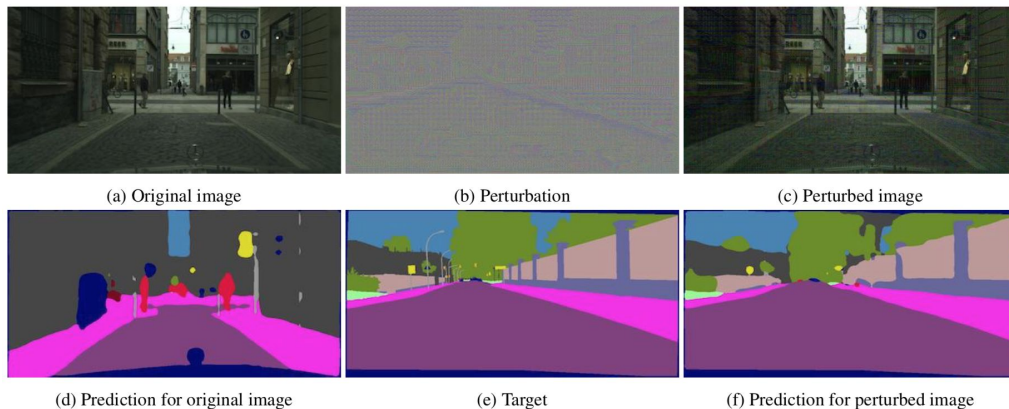 (a) Original image
(b) Perturbation
(c) Perturbed image
(d) Prediction for original image
(e) Target
(f) Prediction for perturbed image